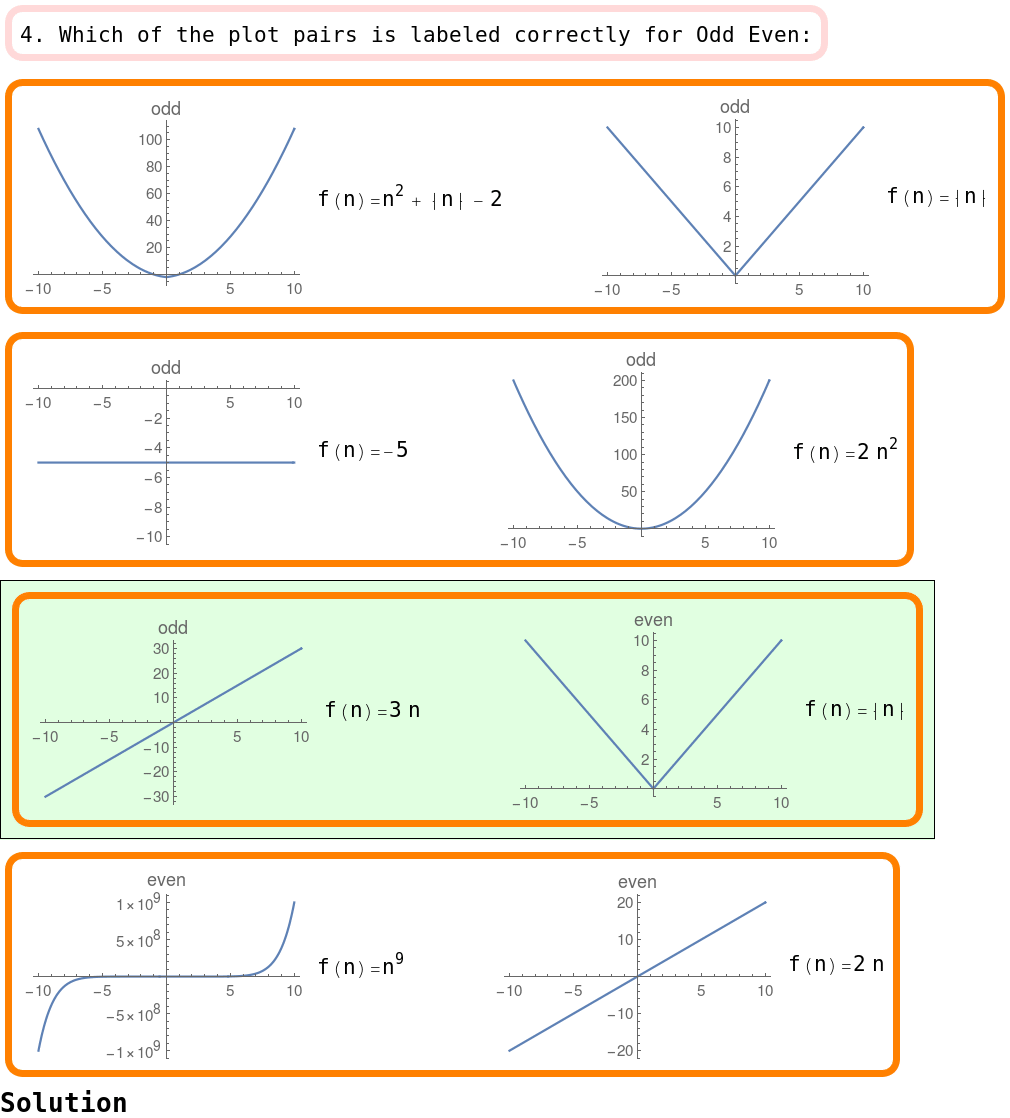 4. Which of the plot pairs is labeled correctly for Odd Even:
odd
100
80
60
40
20
−10 −5 5 10
f(n)=n² + |n| − 2
odd
10
8
6
4
2
−10 −5 5 10
f(n)=|n|
odd
−10 −5 5 10
−2
−4
−6
−8
−10
f(n)=−5
odd
200
150
100
50
−10 −5 5 10
f(n)=2 n²
odd
30
20
10
−10 −5 5 10
−10
−20
−30
f(n)=3 n
even
10
8
6
4
2
−10 −5 5 10
f(n)=|n|
even
1×10⁹
5×10⁸
−10 −5 5 10
−5×10⁸
−1×10⁹
f(n)=n⁹
even
20
10
−10 −5 5 10
−10
−20
f(n)=2 n
Solution